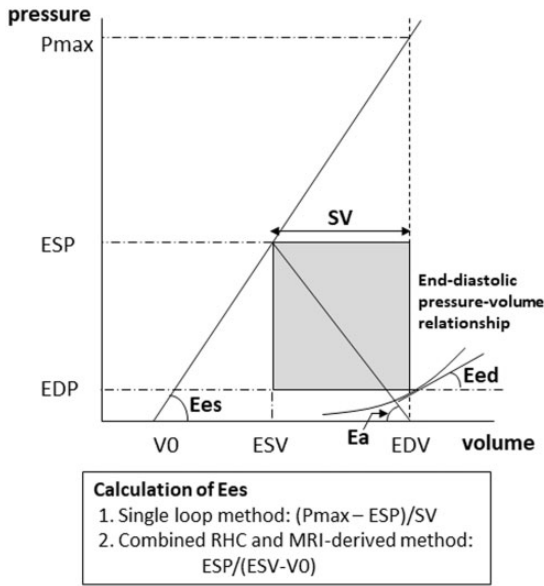 pressure
Pmax
SV
ESP
End-diastolic
pressure-volume
relationship
EDP
Eed
Ees
Ea
V0
ESV
EDV
volume
Calculation of Ees
1. Single loop method: (Pmax – ESP)/SV
2. Combined RHC and MRI-derived method:
ESP/(ESV-V0)